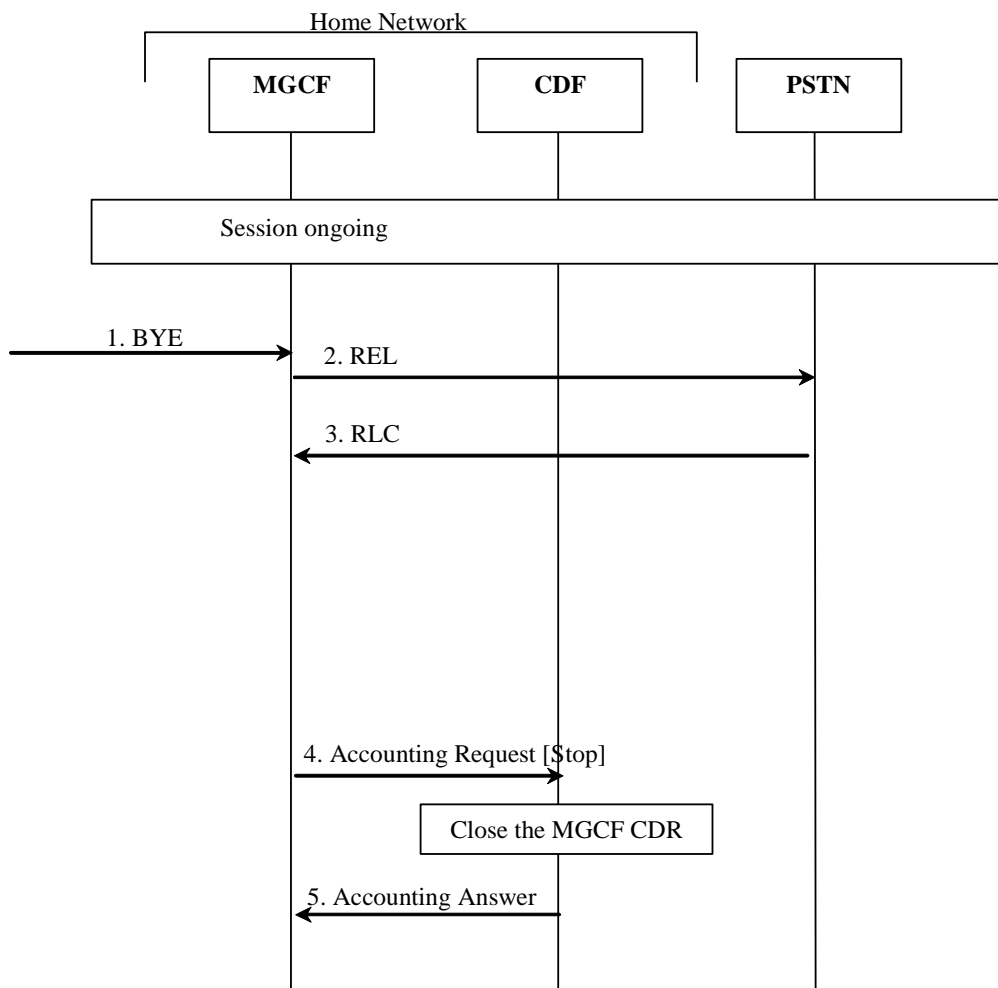 Home Network
MGCF
CDF
PSTN
Session ongoing
1. BYE
2. REL
3. RLC
4. Accounting Request [Stop]
Close the MGCF CDR
5. Accounting Answer